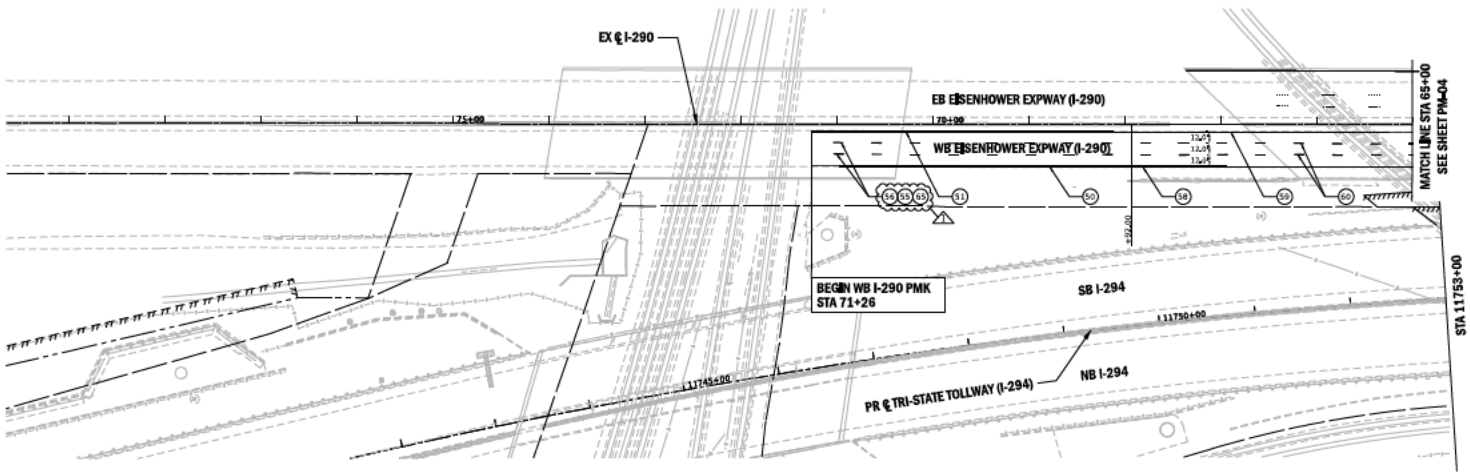 EX ℄ I-290
EB EISENHOWER EXPWAY (I-290)
75+00
70+00
WB EISENHOWER EXPWAY (I-290)
12.0'
12.0'
12.0'
56
55
65
51
50
58
59
60
1
+92.00
MATCH LINE STA 65+00
SEE SHEET PM-04
BEGIN WB I-290 PMK
STA 71+26
SB I-294
11750+00
11745+00
NB I-294
PR ℄ TRI-STATE TOLLWAY (I-294)
STA 11753+00